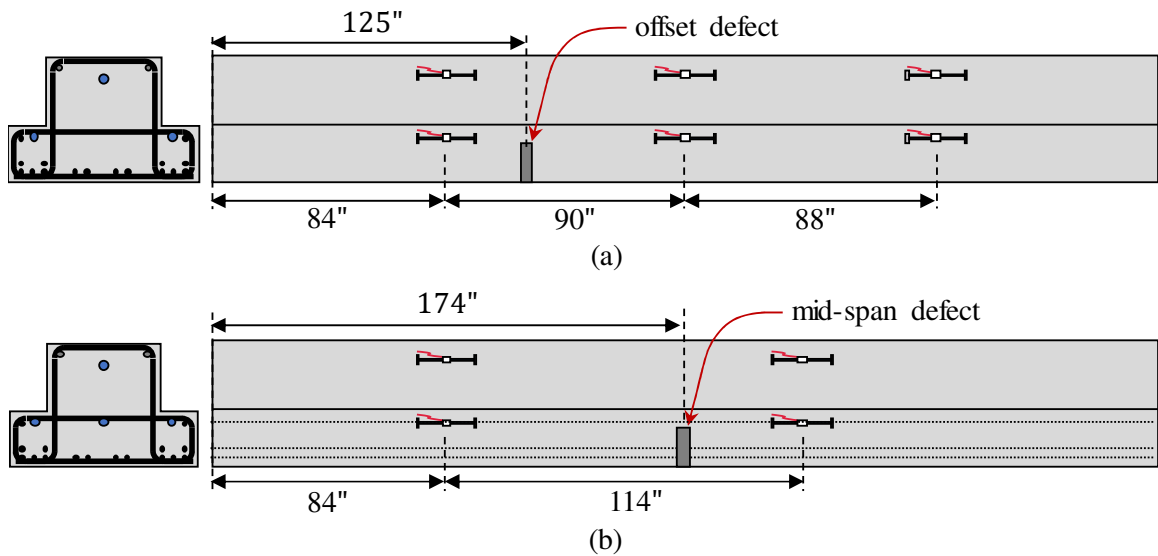 125"
offset defect
84"
90"
88"
(a)
174"
mid-span defect
84"
114"
(b)